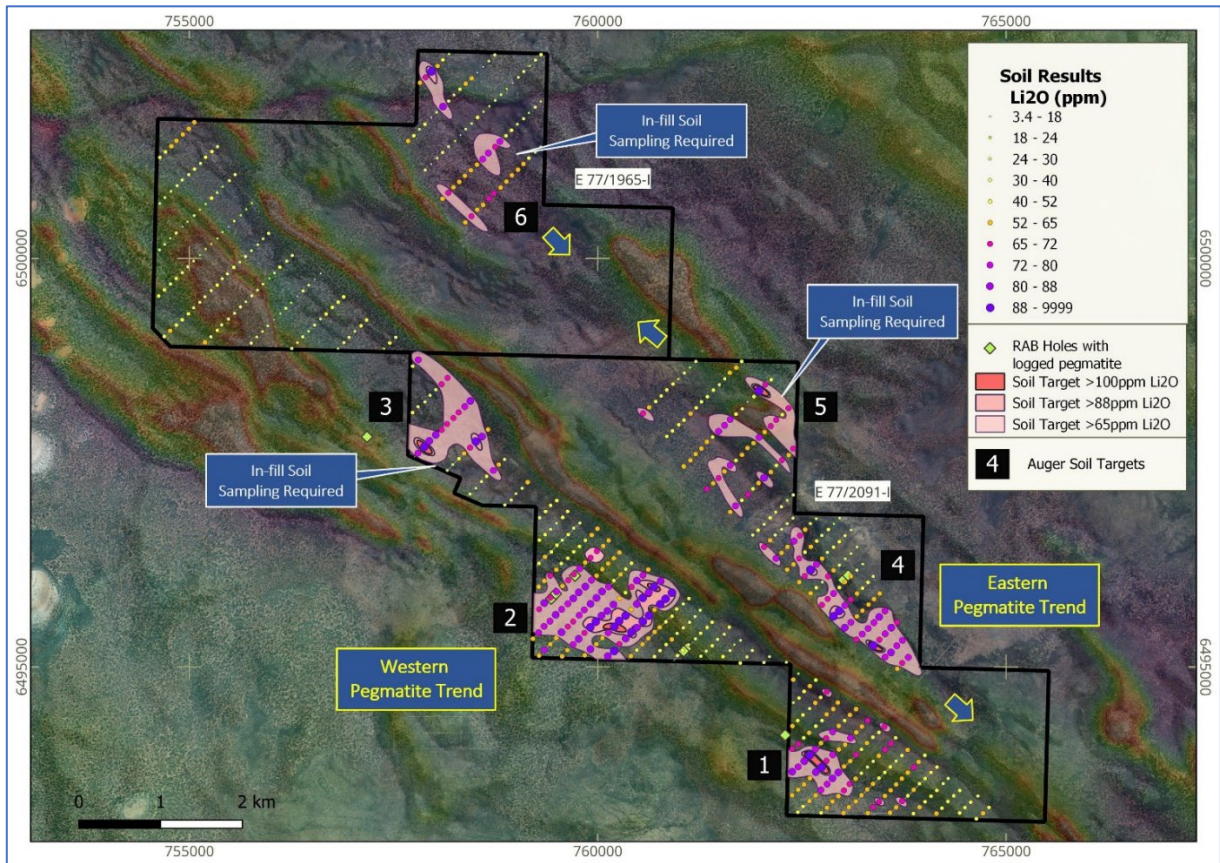 755000
760000
765000
Soil Results
Li2O (ppm)
3.4 - 18
18 - 24
24 - 30
30 - 40
40 - 52
52 - 65
65 - 72
72 - 80
80 - 88
88 - 9999
RAB Holes with
logged pegmatite
Soil Target >100ppm Li2O
Soil Target >88ppm Li2O
Soil Target >65ppm Li2O
4
Auger Soil Targets
In-fill Soil
Sampling Required
E 77/1965-I
6
6500000
6500000
In-fill Soil
Sampling Required
3
5
In-fill Soil
Sampling Required
E 77/2091-I
4
Eastern
Pegmatite Trend
2
Western
Pegmatite Trend
6495000
6495000
1
0 1 2 km
755000
760000
765000